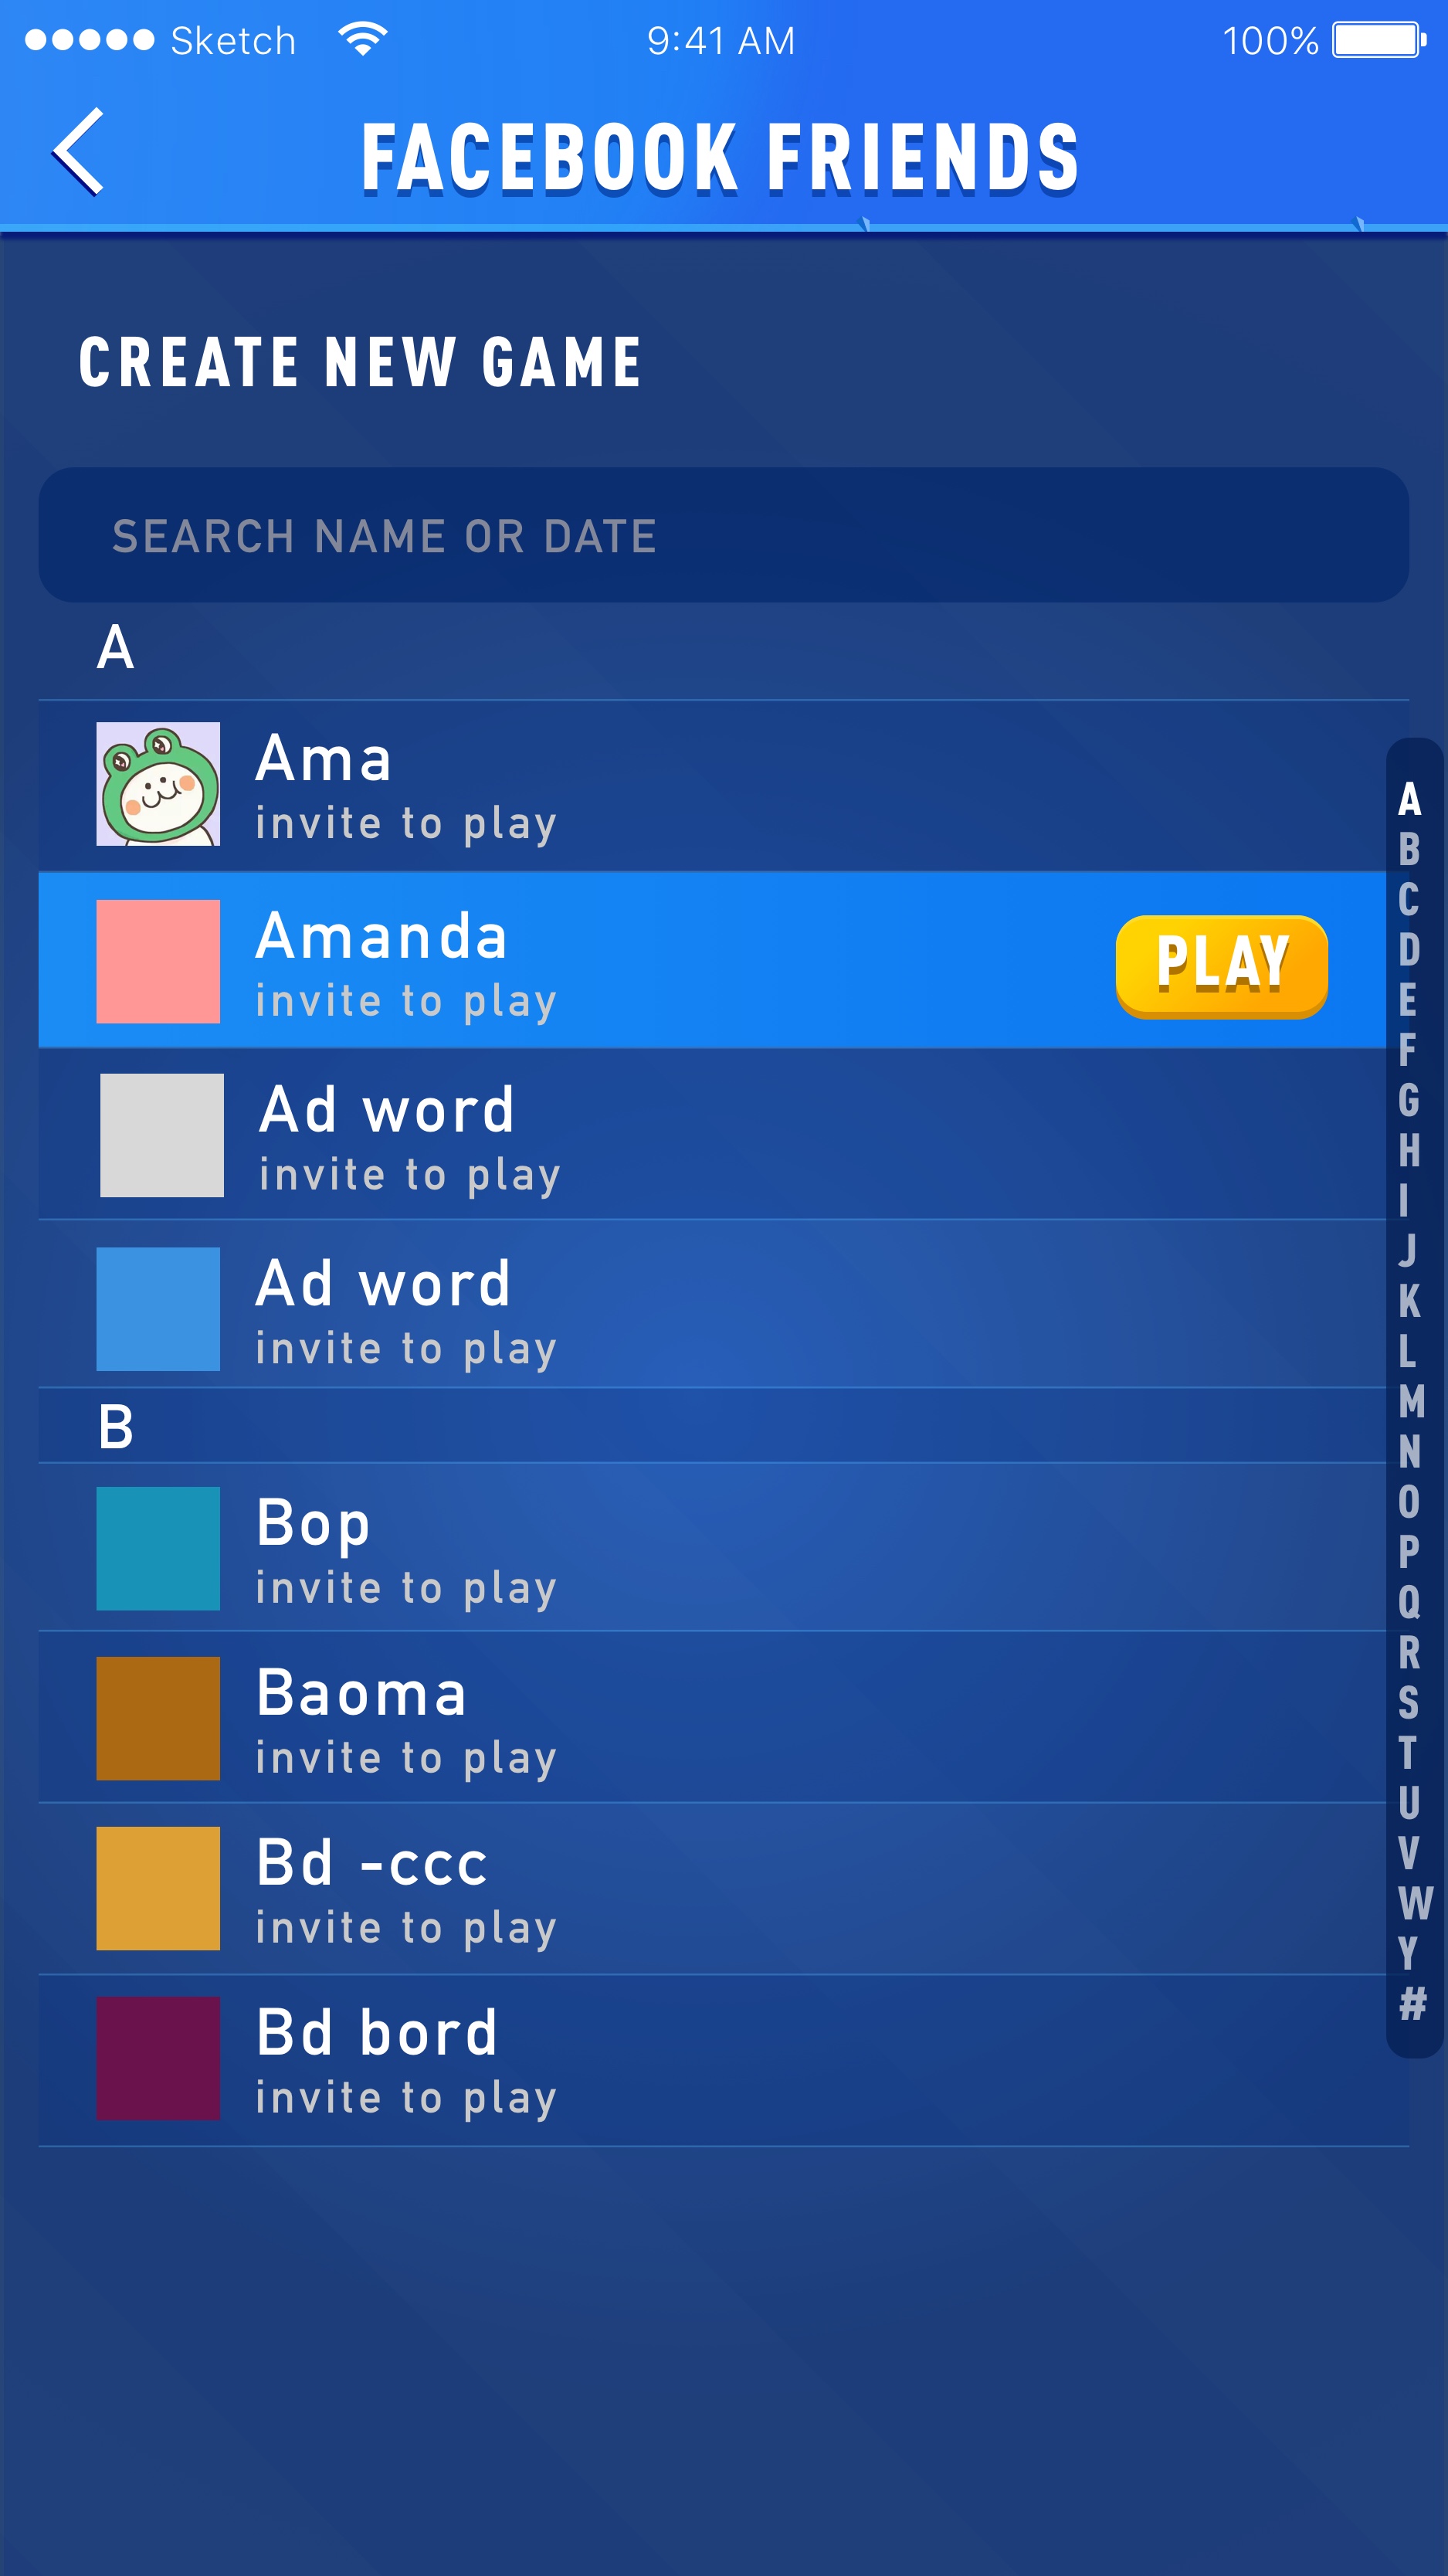 Sketch 9:41 AM 100%
FACEBOOK FRIENDS
CREATE NEW GAME
SEARCH NAME OR DATE
A
Ama
invite to play
Amanda
invite to play
PLAY
Ad word
invite to play
Ad word
invite to play
B
Bop
invite to play
Baoma
invite to play
Bd -ccc
invite to play
Bd bord
invite to play
A
B
C
D
E
F
G
H
I
J
K
L
M
N
O
P
Q
R
S
T
U
V
W
Y
#